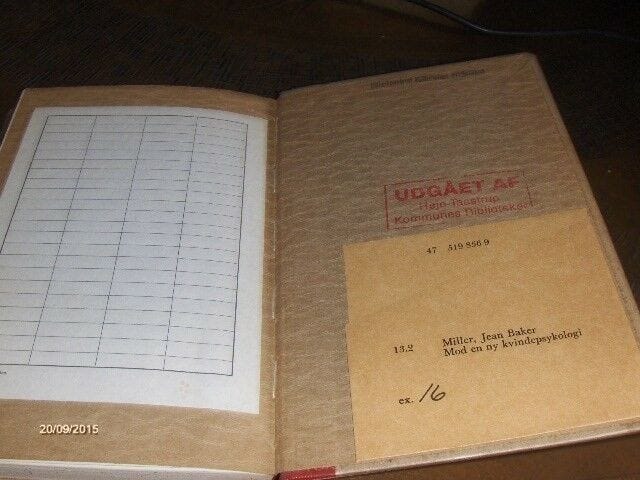 UDGÅET AF
Høje-Taastrup
Kommunes Biblioteker
47 519 856 9
13.2 Miller, Jean Baker
Mod en ny kvindepsykologi
ex. 16
20/09/2015